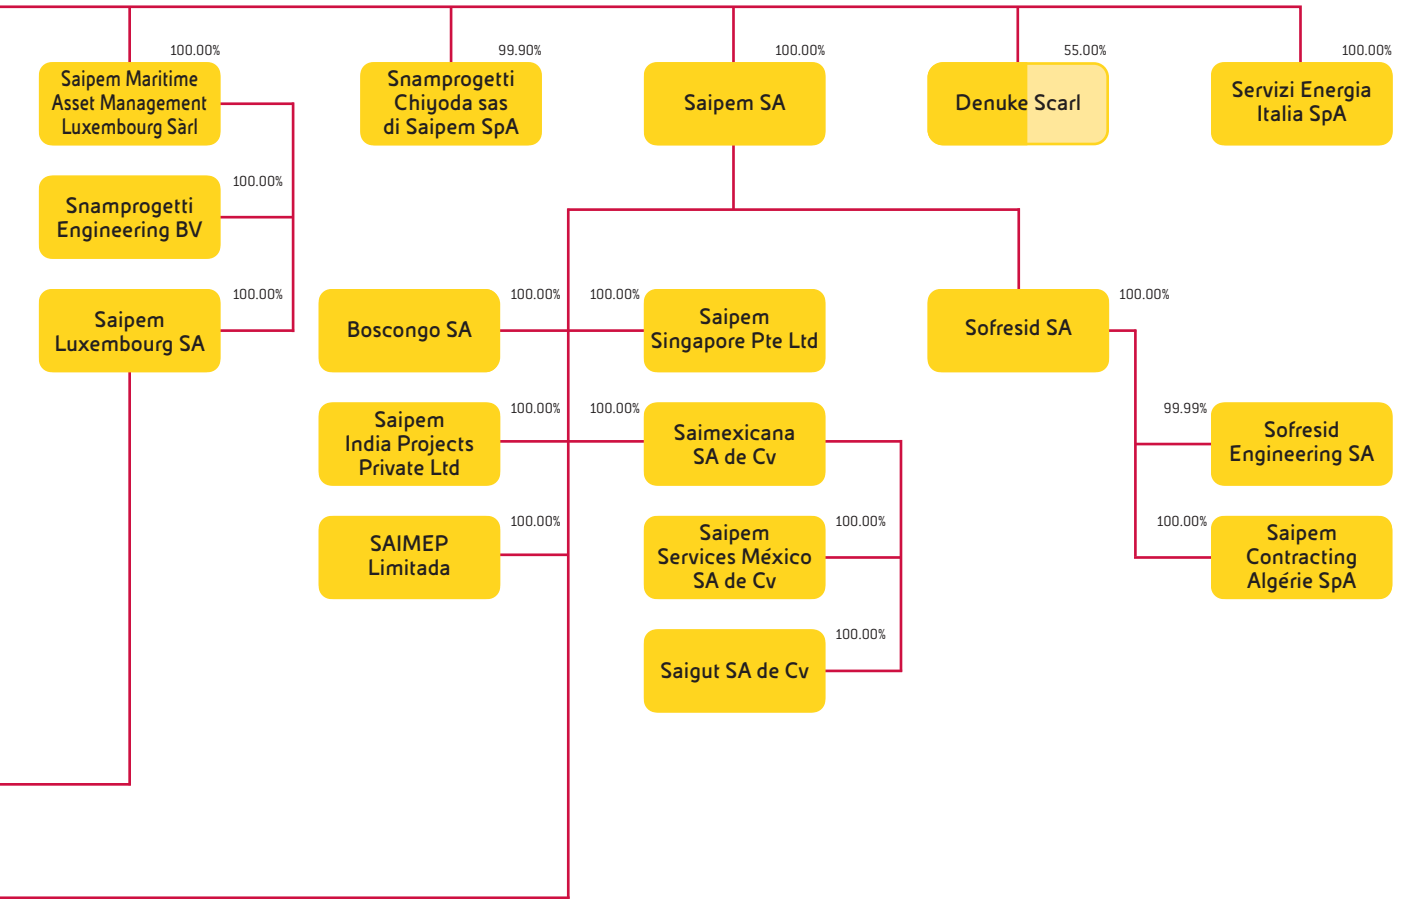 100.00%
Saipem Maritime
Asset Management
Luxembourg Sàrl
99.90%
Snamprogetti
Chiyoda sas
di Saipem SpA
100.00%
Saipem SA
55.00%
Denuke Scarl
100.00%
Servizi Energia
Italia SpA
100.00%
Snamprogetti
Engineering BV
100.00%
Saipem
Luxembourg SA
100.00%
Boscongo SA
100.00%
Saipem
Singapore Pte Ltd
100.00%
Sofresid SA
100.00%
Saipem
India Projects
Private Ltd
100.00%
Saimexicana
SA de Cv
99.99%
Sofresid
Engineering SA
100.00%
SAIMEP
Limitada
100.00%
Saipem
Services México
SA de Cv
100.00%
Saipem
Contracting
Algérie SpA
100.00%
Saigut SA de Cv